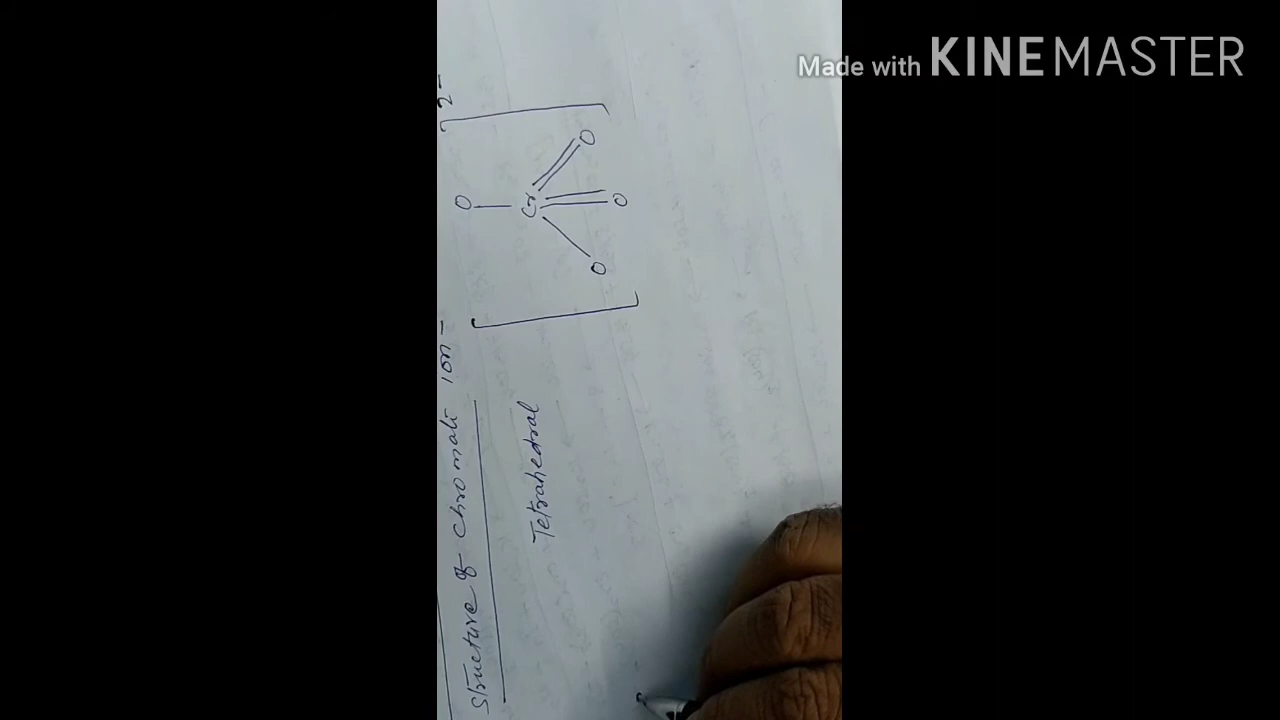 Made with KINEMASTER
Structure of Chromate ion -
Tetrahedral
[
O
Cr
O O O
] 2-